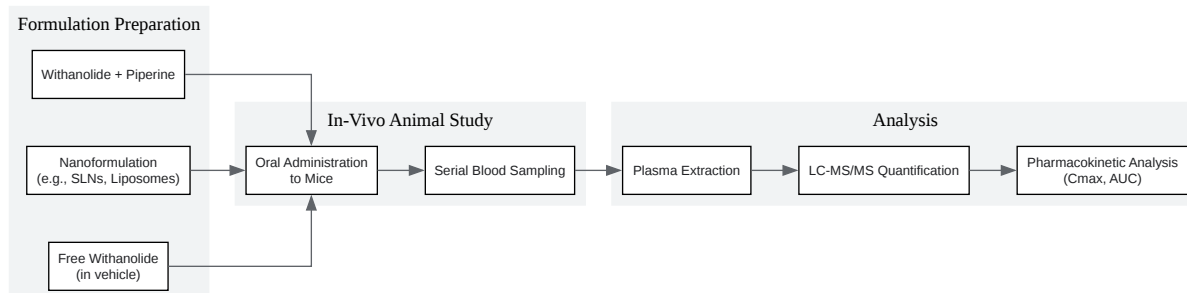 Formulation Preparation
Withanolide + Piperine
Nanoformulation
(e.g., SLNs, Liposomes)
Free Withanolide
(in vehicle)
In-Vivo Animal Study
Oral Administration
to Mice
Serial Blood Sampling
Analysis
Plasma Extraction
LC-MS/MS Quantification
Pharmacokinetic Analysis
(Cmax, AUC)